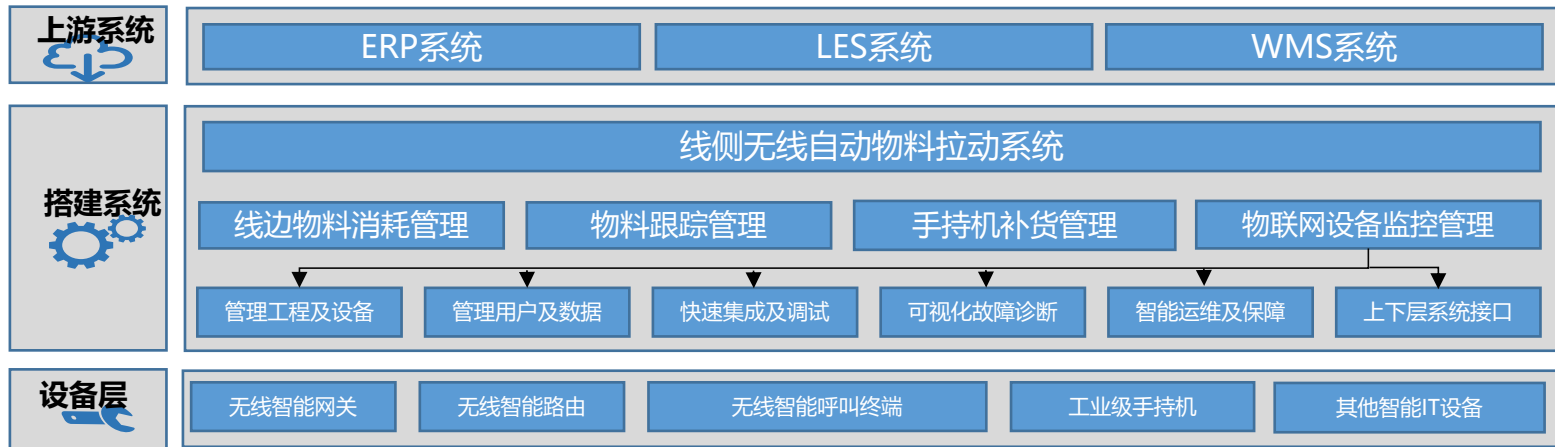 上游系统
ERP系统
LES系统
WMS系统
搭建系统
线侧无线自动物料拉动系统
线边物料消耗管理
物料跟踪管理
手持机补货管理
物联网设备监控管理
管理工程及设备
管理用户及数据
快速集成及调试
可视化故障诊断
智能运维及保障
上下层系统接口
设备层
无线智能网关
无线智能路由
无线智能呼叫终端
工业级手持机
其他智能IT设备